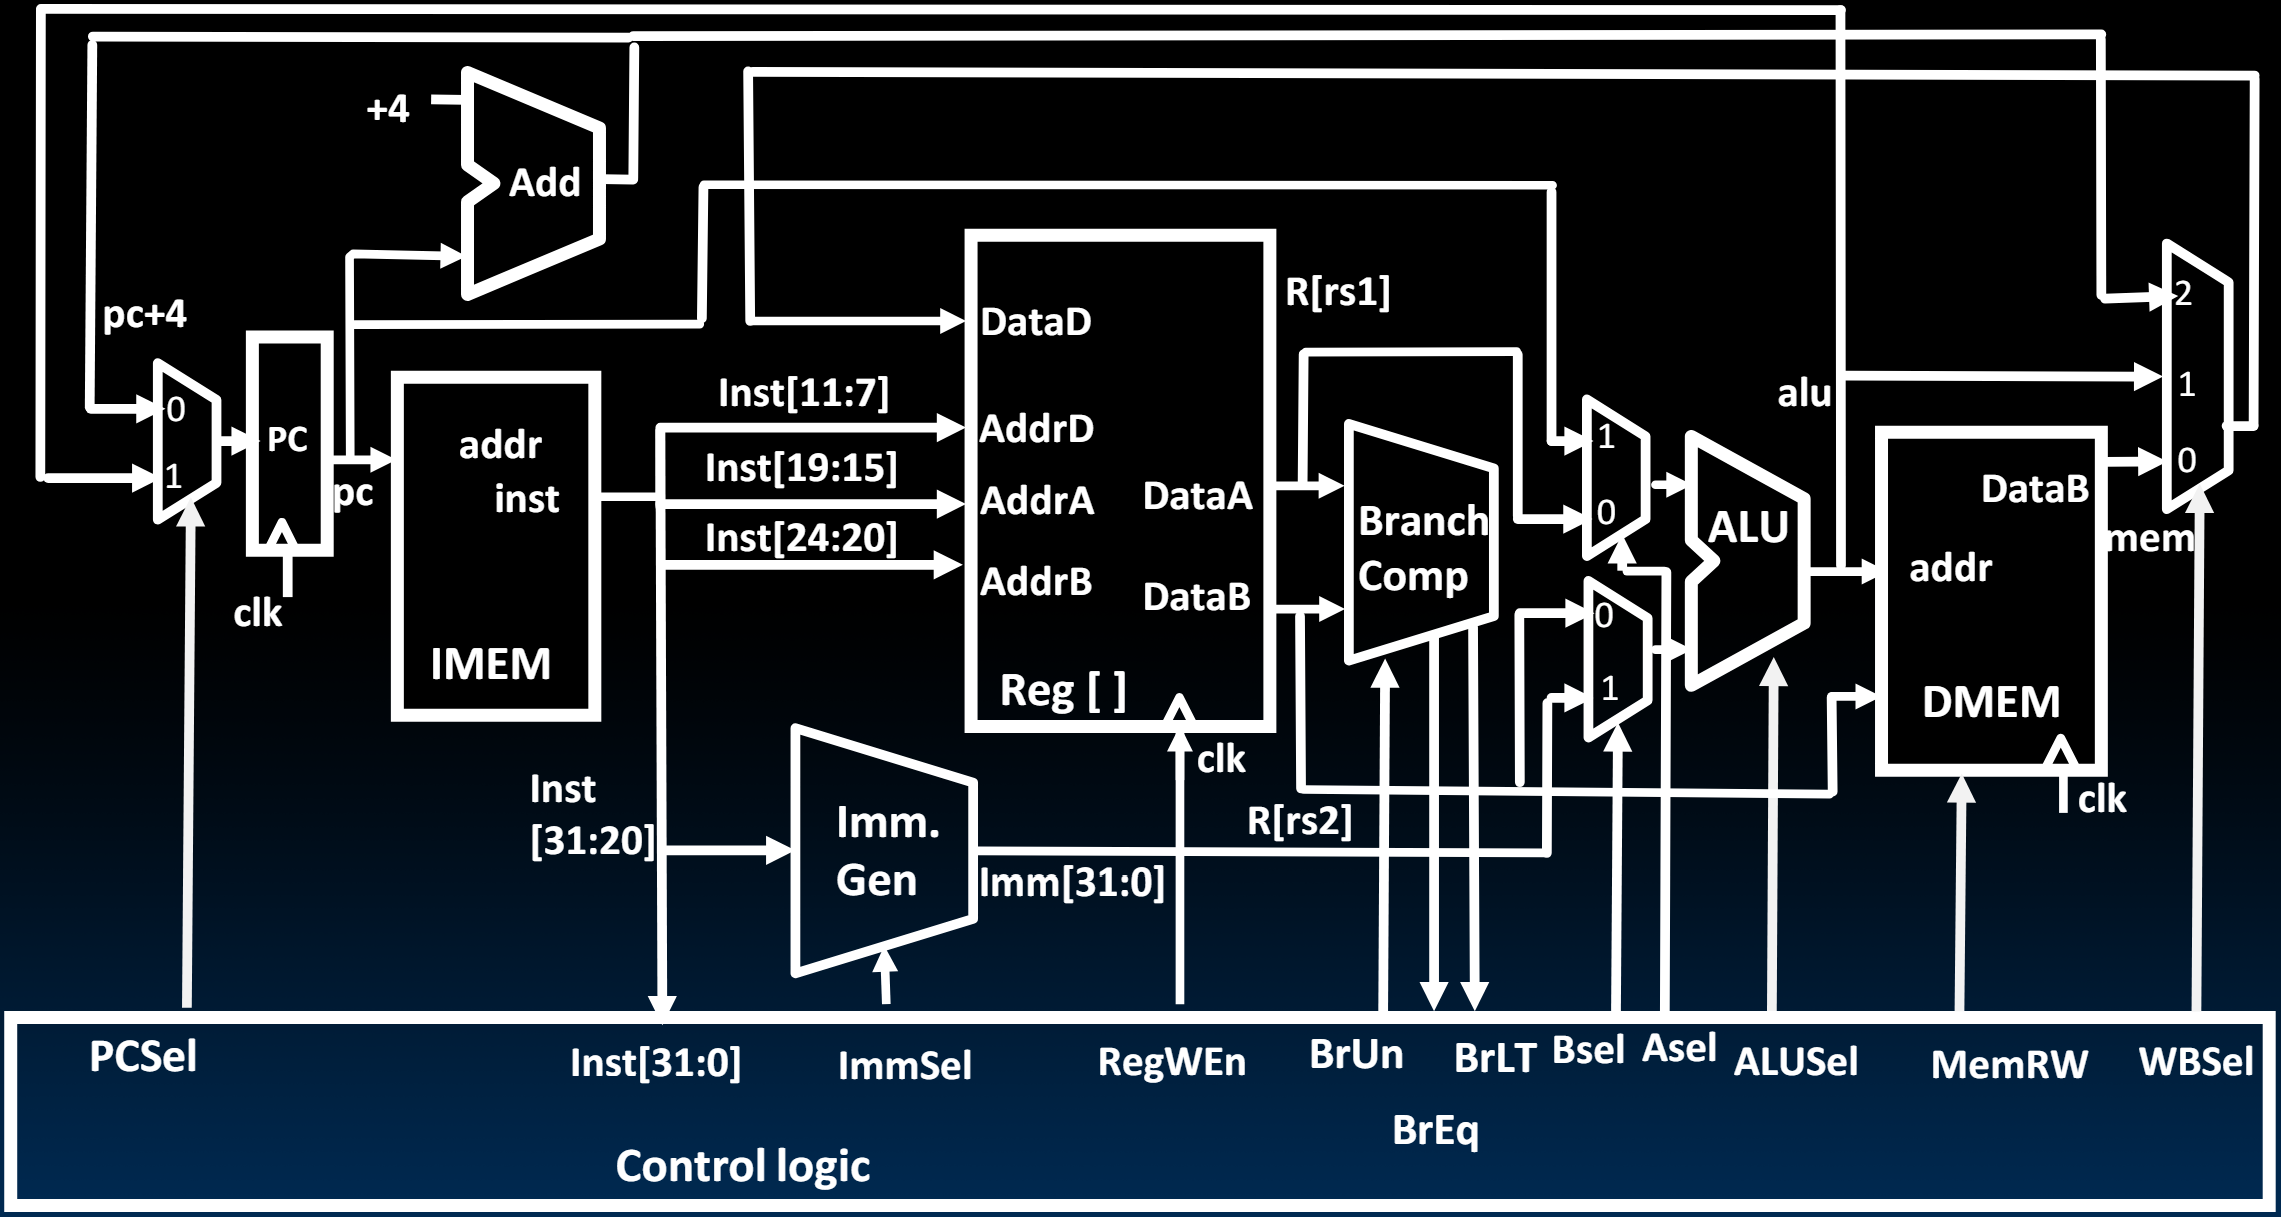 +4
Add
pc+4
0
1
PC
pc
clk
addr
inst
IMEM
Inst[11:7]
Inst[19:15]
Inst[24:20]
Inst
[31:20]
Imm.
Gen
Imm[31:0]
DataD
AddrD
AddrA
AddrB
DataA
DataB
Reg [ ]
clk
R[rs1]
R[rs2]
Branch
Comp
1
0
0
1
ALU
alu
addr
DataB
DMEM
clk
mem
2
1
0
PCSel
Inst[31:0]
ImmSel
RegWEn
BrUn
BrEq
BrLT
Bsel
Asel
ALUSel
MemRW
WBSel
Control logic